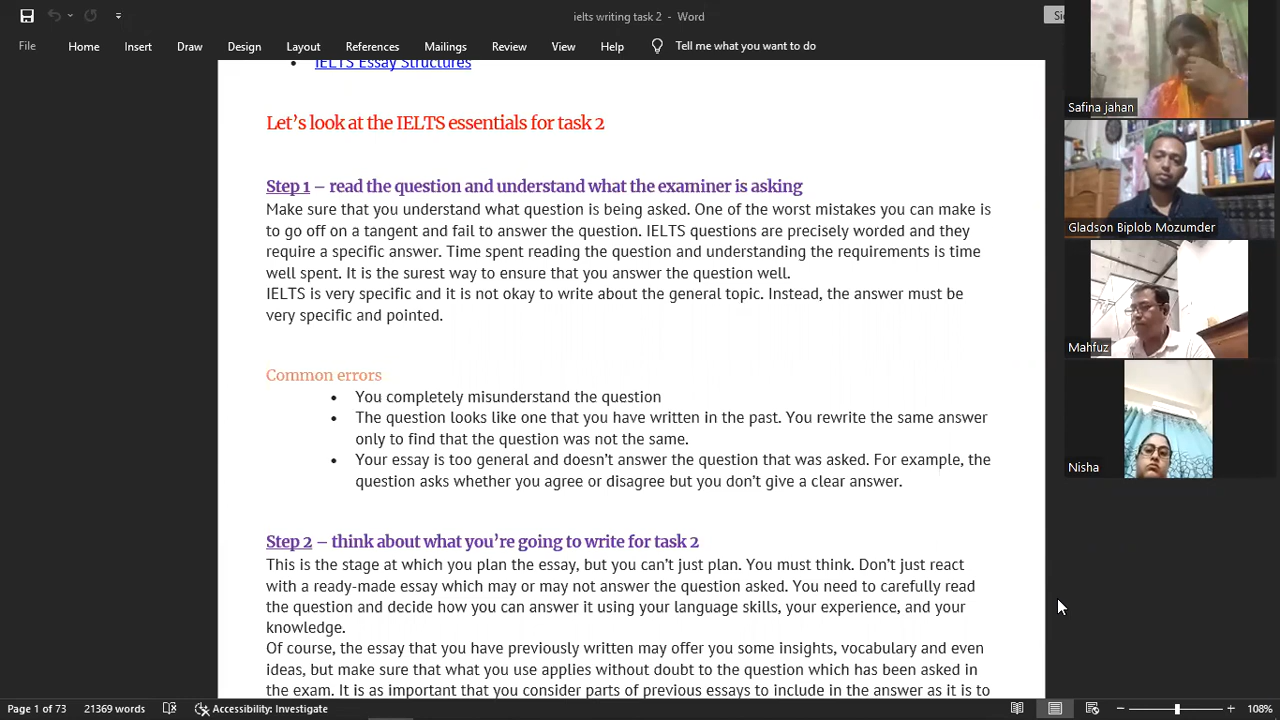 ielts writing task 2 - Word
File Home Insert Draw Design Layout References Mailings Review View Help Tell me what you want to do
IELTS Essay Structures
Let's look at the IELTS essentials for task 2
Step 1 – read the question and understand what the examiner is asking
Make sure that you understand what question is being asked. One of the worst mistakes you can make is
to go off on a tangent and fail to answer the question. IELTS questions are precisely worded and they
require a specific answer. Time spent reading the question and understanding the requirements is time
well spent. It is the surest way to ensure that you answer the question well.
IELTS is very specific and it is not okay to write about the general topic. Instead, the answer must be
very specific and pointed.
Common errors
• You completely misunderstand the question
• The question looks like one that you have written in the past. You rewrite the same answer
only to find that the question was not the same.
• Your essay is too general and doesn't answer the question that was asked. For example, the
question asks whether you agree or disagree but you don't give a clear answer.
Step 2 – think about what you're going to write for task 2
This is the stage at which you plan the essay, but you can't just plan. You must think. Don't just react
with a ready-made essay which may or may not answer the question asked. You need to carefully read
the question and decide how you can answer it using your language skills, your experience, and your
knowledge.
Of course, the essay that you have previously written may offer you some insights, vocabulary and even
ideas, but make sure that what you use applies without doubt to the question which has been asked in
the exam. It is as important that you consider parts of previous essays to include in the answer as it is to
Safina jahan
Gladson Biplob Mozumder
Mahfuz
Nisha
Page 1 of 73 21369 words Accessibility: Investigate 108%